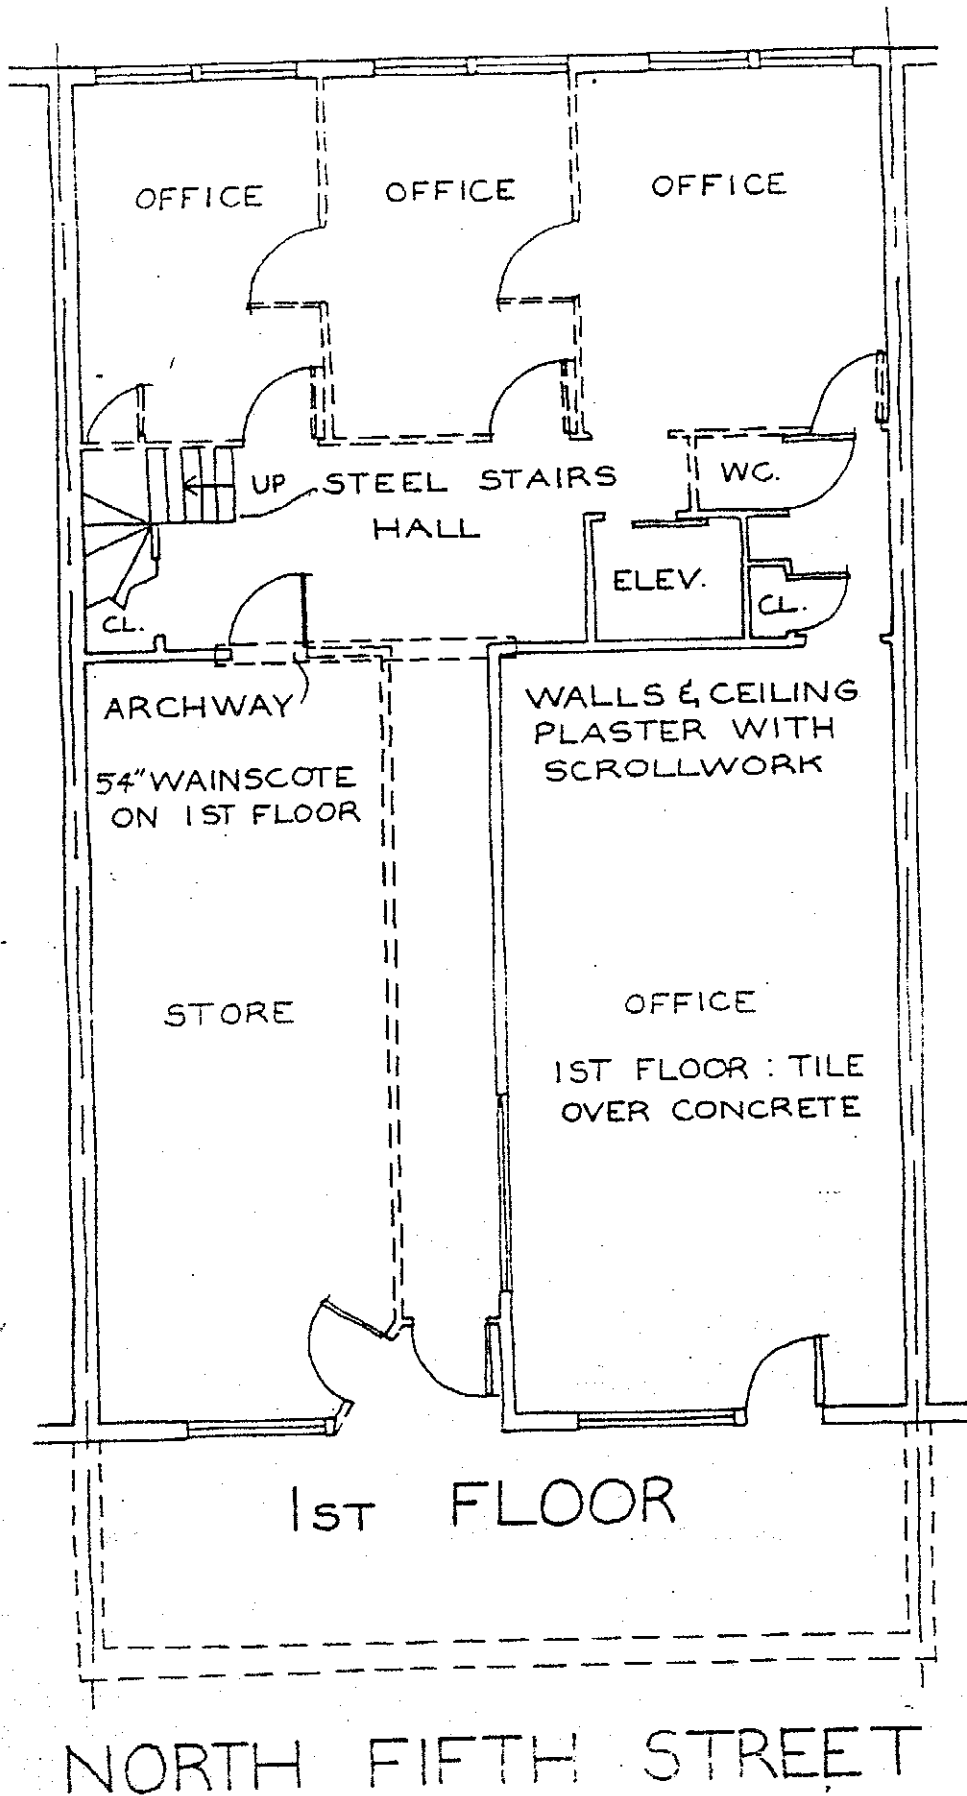 OFFICE
OFFICE
OFFICE
UP
STEEL STAIRS
HALL
WC.
ELEV.
CL.
CL.
ARCHWAY
54" WAINSCOTE
ON 1ST FLOOR
WALLS & CEILING
PLASTER WITH
SCROLLWORK
STORE
OFFICE
1ST FLOOR : TILE
OVER CONCRETE
1ST FLOOR
NORTH FIFTH STREET